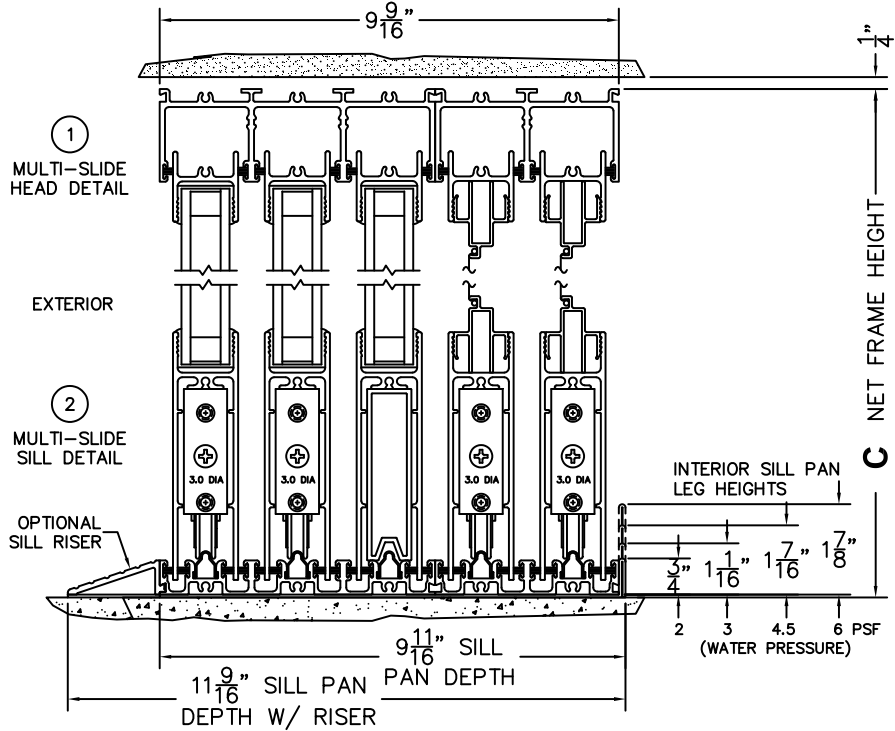 9 9/16"
1/4"
1
MULTI-SLIDE
HEAD DETAIL
EXTERIOR
C NET FRAME HEIGHT
2
MULTI-SLIDE
SILL DETAIL
3.0 DIA
3.0 DIA
3.0 DIA
3.0 DIA
INTERIOR SILL PAN
LEG HEIGHTS
OPTIONAL
SILL RISER
3/4" 1 1/16" 1 7/16" 1 7/8"
2 3 4.5 6 PSF
(WATER PRESSURE)
9 11/16" SILL
PAN DEPTH
11 9/16" SILL PAN
DEPTH W/ RISER